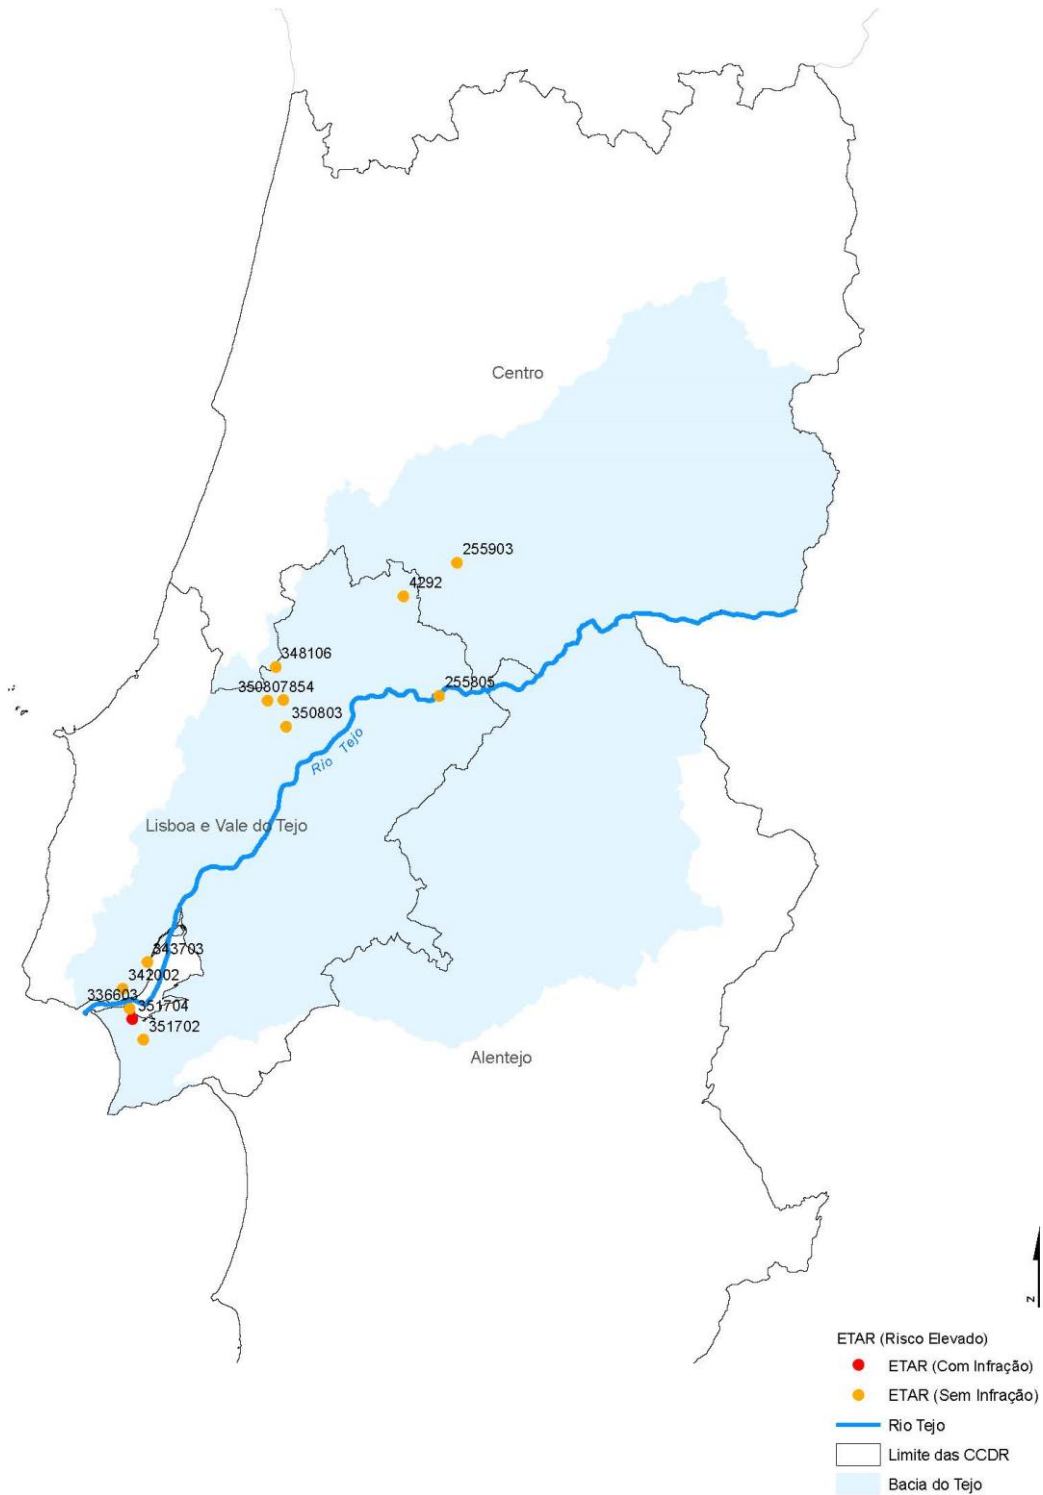 Centro
255903
4292
348106
350807854
255805
350803
Rio Tejo
Lisboa e Vale do Tejo
343703
342002
336603
351704
351702
Alentejo
z
ETAR (Risco Elevado)
ETAR (Com Infração)
ETAR (Sem Infração)
Rio Tejo
Limite das CCDR
Bacia do Tejo